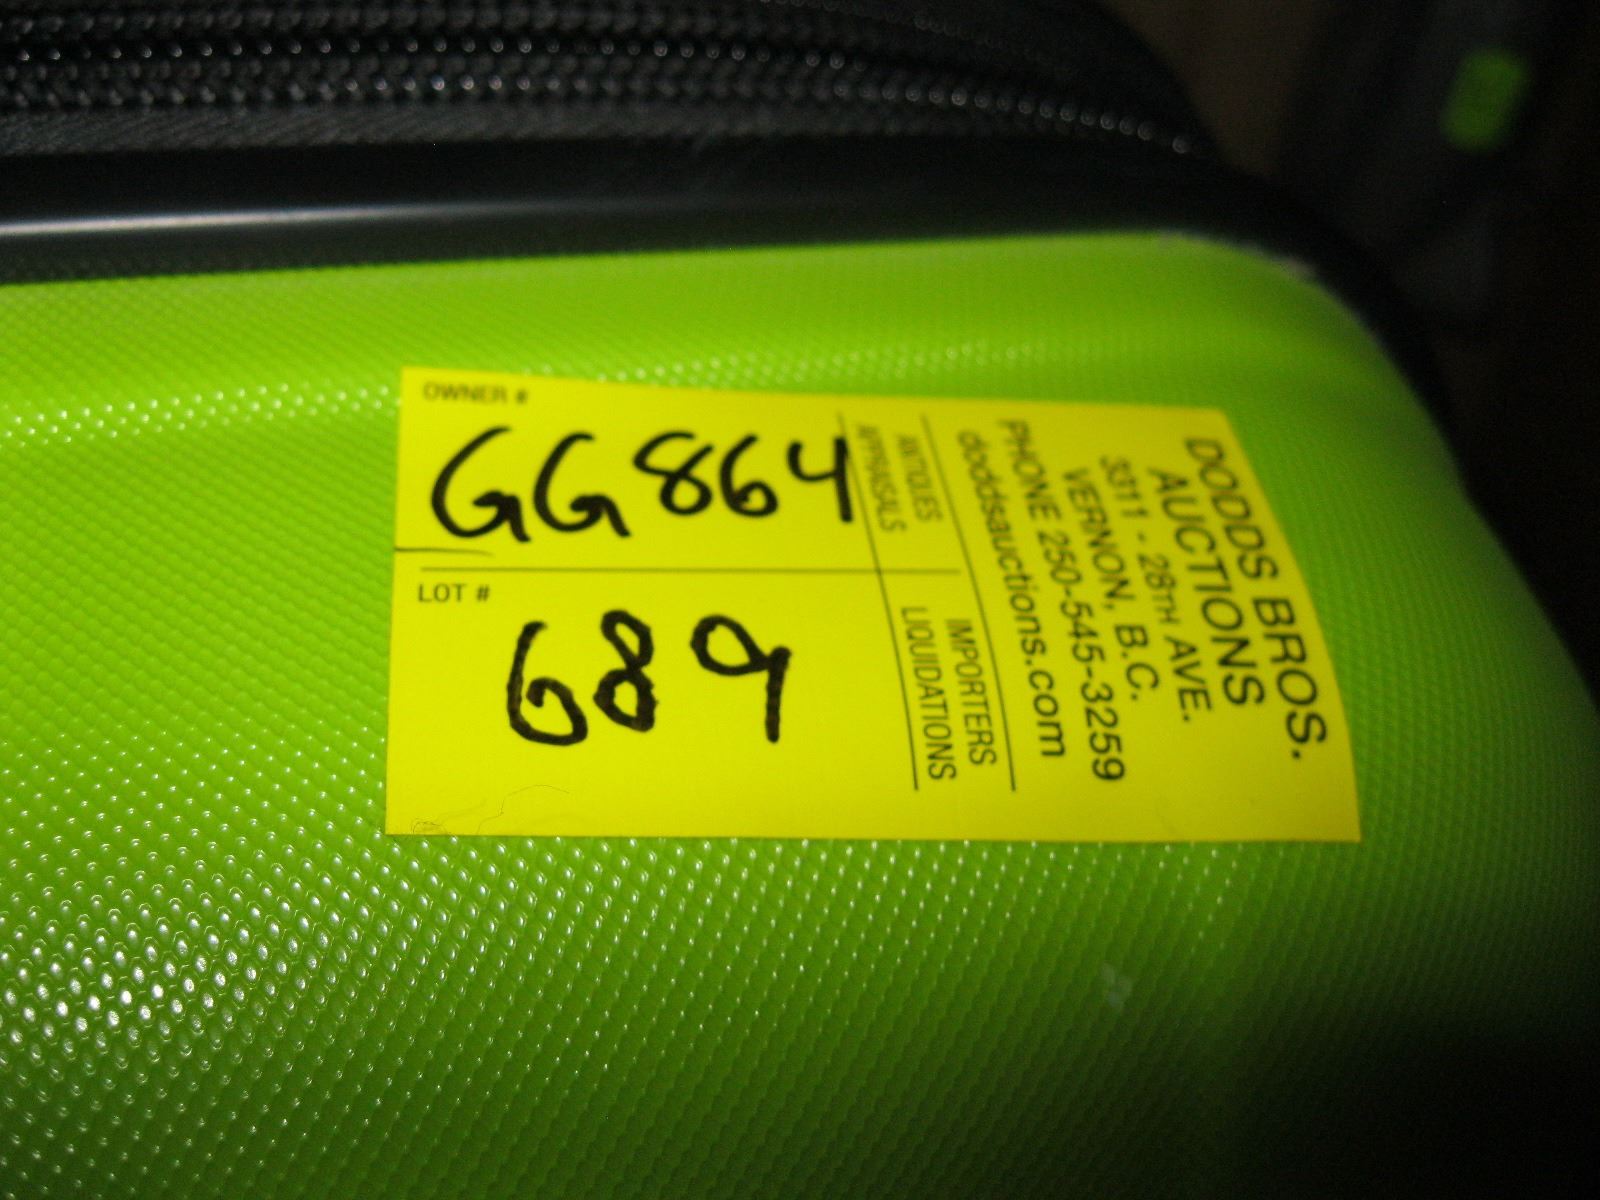 OWNER #
GG864
LOT #
689
ANTIQUES
APPRAISALS
IMPORTERS
LIQUIDATIONS
DODDS BROS.
AUCTIONS
3311 - 28TH AVE.
VERNON, B.C.
PHONE 250-545-3259
doddsauctions.com